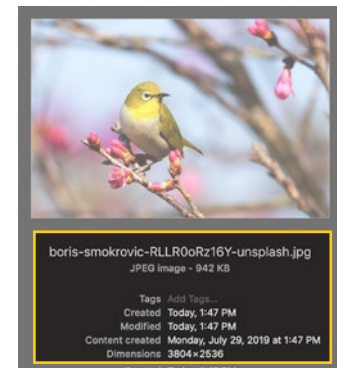 boris-smokrovic-RLLR0oRz16Y-unsplash.jpg
JPEG image - 942 KB
Tags Add Tags...
Created Today, 1:47 PM
Modified Today, 1:47 PM
Content created Monday, July 29, 2019 at 1:47 PM
Dimensions 3804×2536